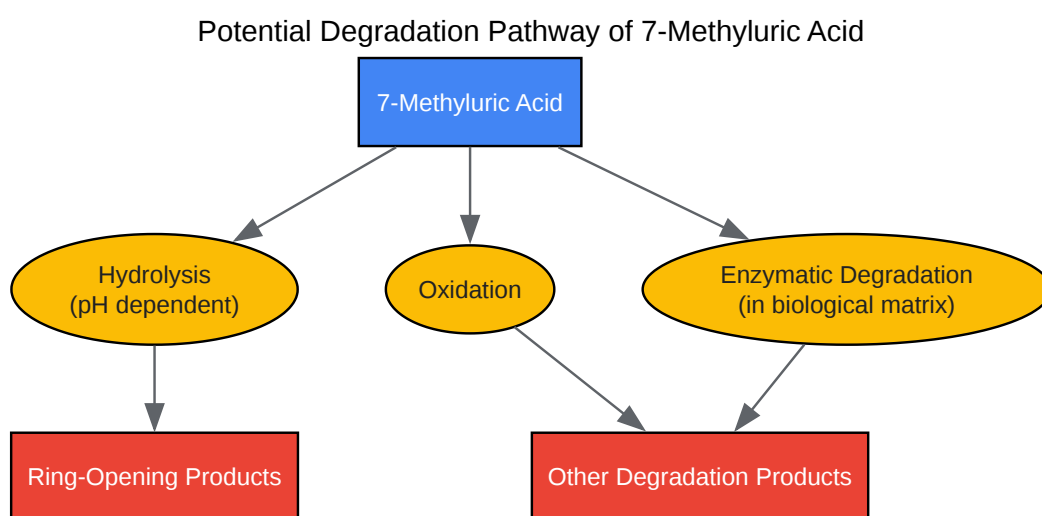 Potential Degradation Pathway of 7-Methyluric Acid
7-Methyluric Acid
Hydrolysis
(pH dependent)
Oxidation
Enzymatic Degradation
(in biological matrix)
Ring-Opening Products
Other Degradation Products